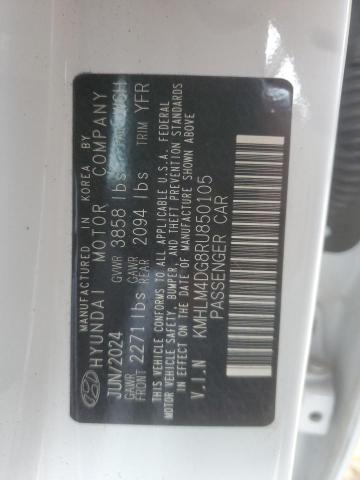 MANUFACTURED IN KOREA BY
HYUNDAI MOTOR COMPANY
JUN/2024 GVWR 3858 lbs
GAWR FRONT 2271 lbs GAWR REAR 2094 lbs TRIM YFR
THIS VEHICLE CONFORMS TO ALL APPLICABLE U.S.A. FEDERAL
MOTOR VEHICLE SAFETY, BUMPER, AND THEFT PREVENTION STANDARDS
IN EFFECT ON THE DATE OF MANUFACTURE SHOWN ABOVE
V.I.N KMHLM4DG8RU850105
PASSENGER CAR